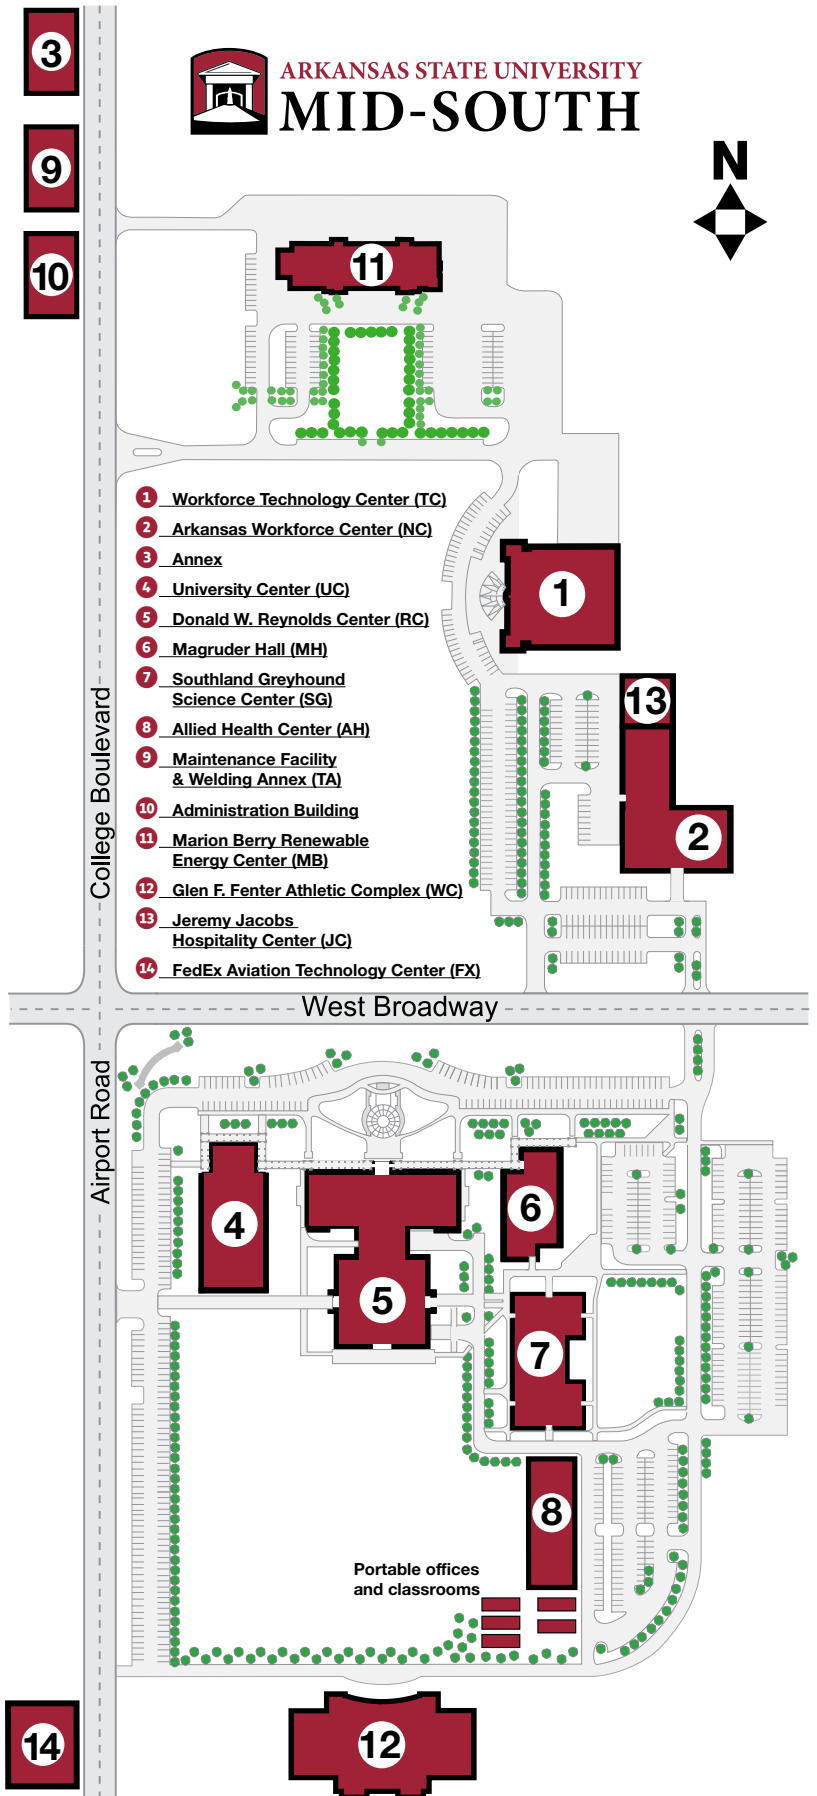 ARKANSAS STATE UNIVERSITY
MID-SOUTH
N
3
9
10
11
1 Workforce Technology Center (TC)
2 Arkansas Workforce Center (NC)
3 Annex
4 University Center (UC)
5 Donald W. Reynolds Center (RC)
6 Magruder Hall (MH)
7 Southland Greyhound
Science Center (SG)
8 Allied Health Center (AH)
9 Maintenance Facility
& Welding Annex (TA)
10 Administration Building
11 Marion Berry Renewable
Energy Center (MB)
12 Glen F. Fenter Athletic Complex (WC)
13 Jeremy Jacobs
Hospitality Center (JC)
14 FedEx Aviation Technology Center (FX)
1
13
2
College Boulevard
West Broadway
Airport Road
4
6
5
7
8
Portable offices
and classrooms
14
12